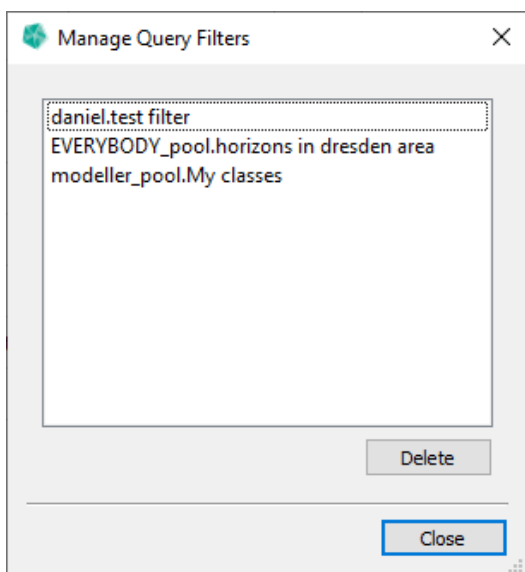 Manage Query Filters
daniel.test filter
EVERYBODY_pool.horizons in dresden area
modeller_pool.My classes
Delete
Close